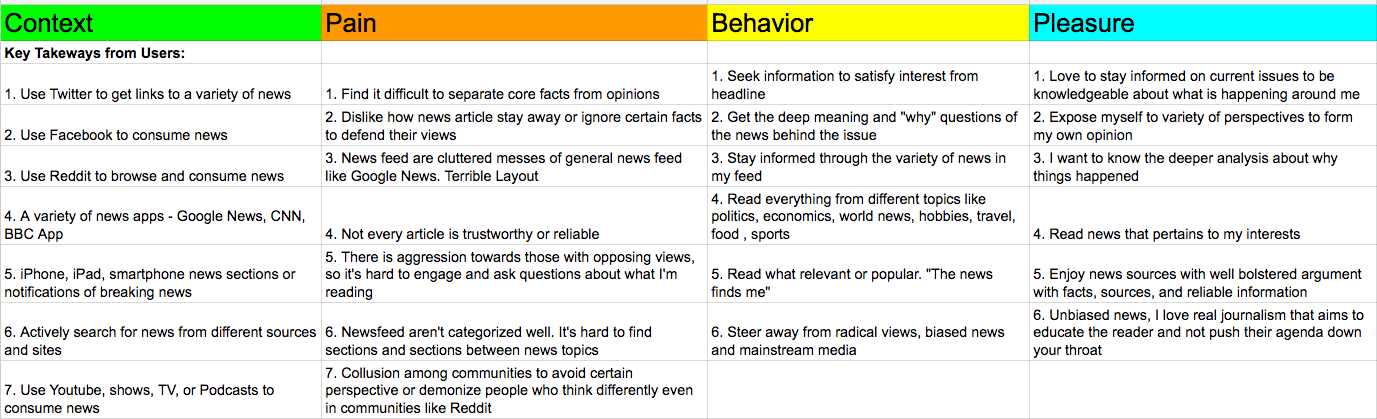 Context Pain Behavior Pleasure
Key Takeways from Users:
1. Use Twitter to get links to a variety of news
1. Find it difficult to separate core facts from opinions
1. Seek information to satisfy interest from
headline
1. Love to stay informed on current issues to be
knowledgeable about what is happening around me
2. Use Facebook to consume news
2. Dislike how news article stay away or ignore certain facts
to defend their views
2. Get the deep meaning and "why" questions of
the news behind the issue
2. Expose myself to variety of perspectives to form
my own opinion
3. Use Reddit to browse and consume news
3. News feed are cluttered messes of general news feed
like Google News. Terrible Layout
3. Stay informed through the variety of news in
my feed
3. I want to know the deeper analysis about why
things happened
4. A variety of news apps - Google News, CNN,
BBC App
4. Not every article is trustworthy or reliable
4. Read everything from different topics like
politics, economics, world news, hobbies, travel,
food , sports
4. Read news that pertains to my interests
5. iPhone, iPad, smartphone news sections or
notifications of breaking news
5. There is aggression towards those with opposing views,
so it's hard to engage and ask questions about what I'm
reading
5. Read what relevant or popular. "The news
finds me"
5. Enjoy news sources with well bolstered argument
with facts, sources, and reliable information
6. Actively search for news from different sources
and sites
6. Newsfeed aren't categorized well. It's hard to find
sections and sections between news topics
6. Steer away from radical views, biased news
and mainstream media
6. Unbiased news, I love real journalism that aims to
educate the reader and not push their agenda down
your throat
7. Use Youtube, shows, TV, or Podcasts to
consume news
7. Collusion among communities to avoid certain
perspective or demonize people who think differently even
in communities like Reddit